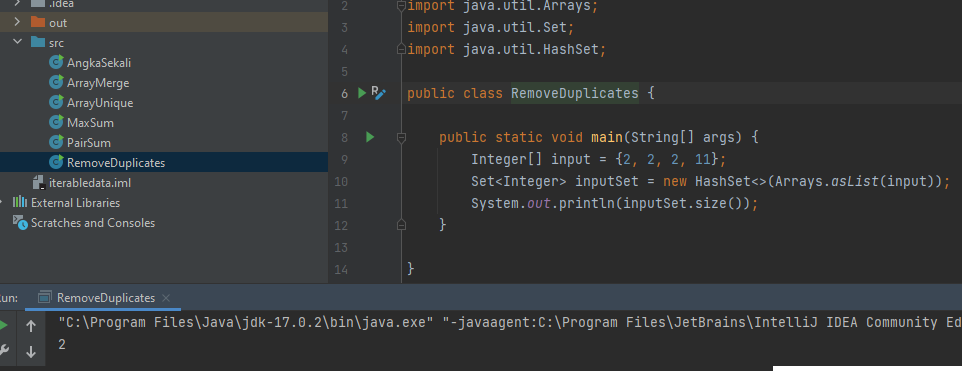 .idea
out
src
AngkaSekali
ArrayMerge
ArrayUnique
MaxSum
PairSum
RemoveDuplicates
iterabledata.iml
External Libraries
Scratches and Consoles
2 import java.util.Arrays;
3 import java.util.Set;
4 import java.util.HashSet;
5
6 public class RemoveDuplicates {
7
8 public static void main(String[] args) {
9 Integer[] input = {2, 2, 2, 11};
10 Set<Integer> inputSet = new HashSet<>(Arrays.asList(input));
11 System.out.println(inputSet.size());
12 }
13
14 }
un: RemoveDuplicates
"C:\Program Files\Java\jdk-17.0.2\bin\java.exe" "-javaagent:C:\Program Files\JetBrains\IntelliJ IDEA Community Ed
2